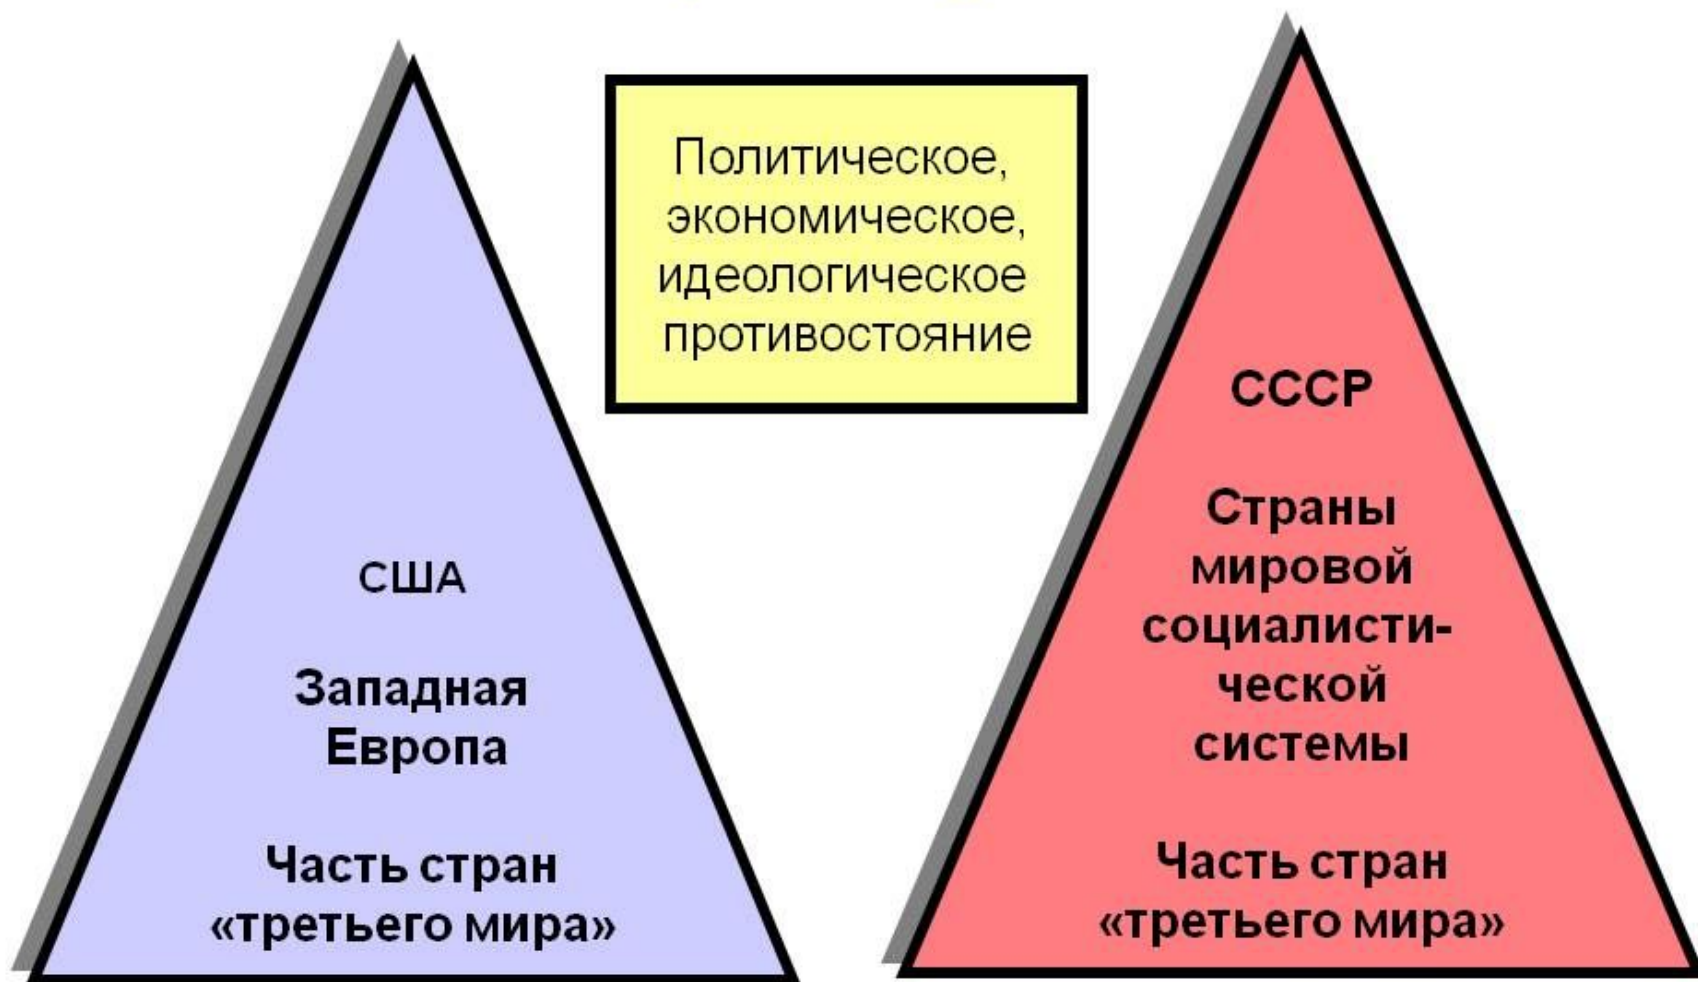 Политическое,
экономическое,
идеологическое
противостояние
США
Западная
Европа
Часть стран
«третьего мира»
СССР
Страны
мировой
социалисти-
ческой
системы
Часть стран
«третьего мира»